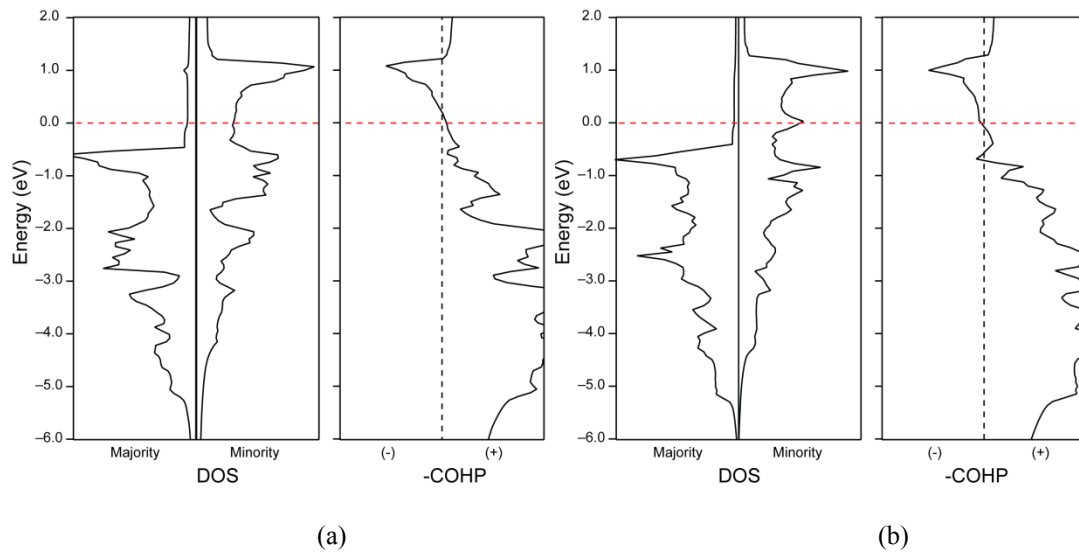 2.0
1.0
0.0
–1.0
–2.0
–3.0
–4.0
–5.0
–6.0
Energy (eV)
Majority Minority
DOS
(-) (+)
-COHP
(a)
2.0
1.0
0.0
–1.0
–2.0
–3.0
–4.0
–5.0
–6.0
Energy (eV)
Majority Minority
DOS
(-) (+)
-COHP
(b)